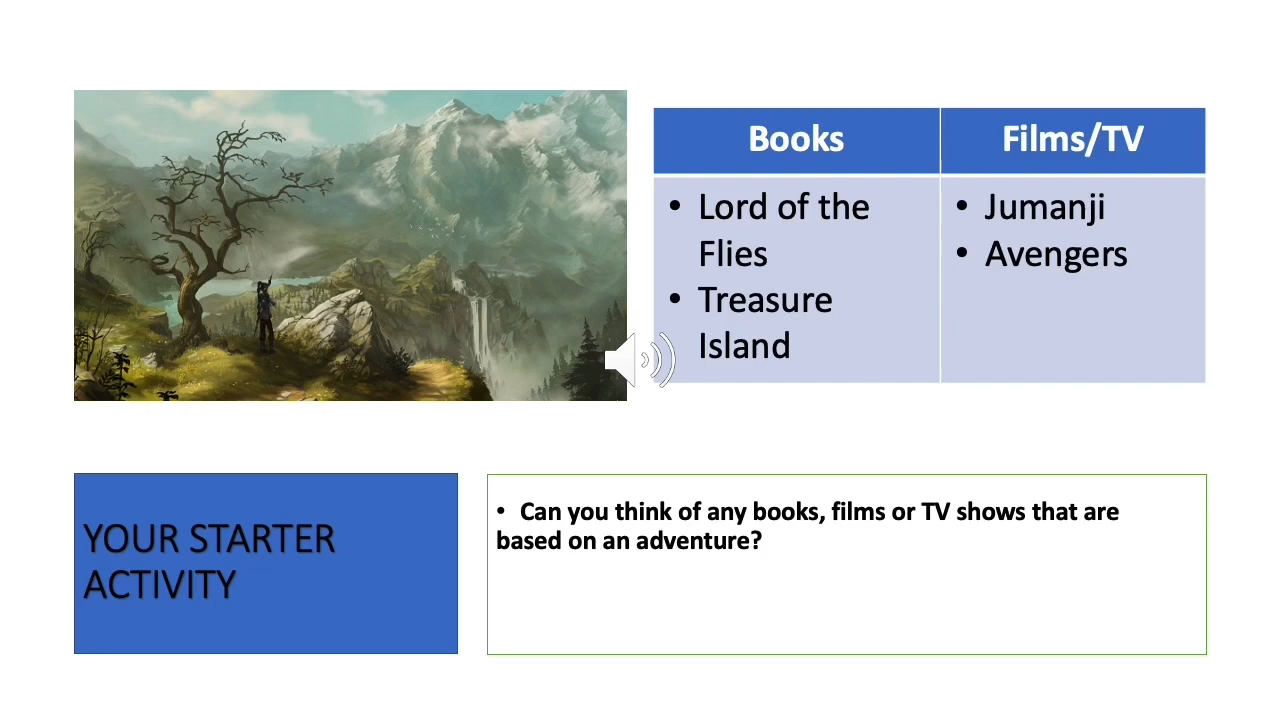 Books
Films/TV
• Lord of the
Flies
• Treasure
Island
• Jumanji
• Avengers
YOUR STARTER
ACTIVITY
• Can you think of any books, films or TV shows that are
based on an adventure?